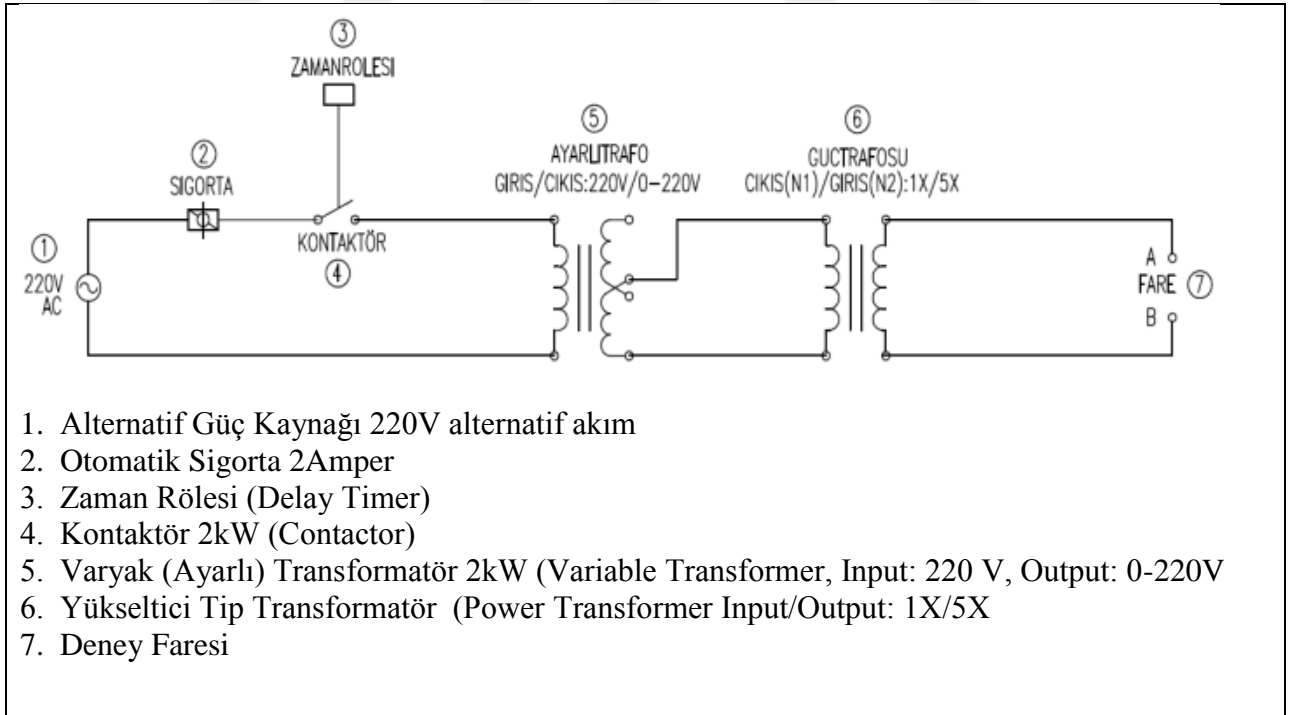 ③
ZAMANROLESI
②
SIGORTA
⑤
AYARLITRAFO
GIRIS/CIKIS:220V/0-220V
⑥
GUCTRAFOSU
CIKIS(N1)/GIRIS(N2):1X/5X
KONTAKTÖR
④
①
220V
AC
A
FARE ⑦
B
1. Alternatif Güç Kaynağı 220V alternatif akım
2. Otomatik Sigorta 2Amper
3. Zaman Rölesi (Delay Timer)
4. Kontaktör 2kW (Contactor)
5. Varyak (Ayarlı) Transformatör 2kW (Variable Transformer, Input: 220 V, Output: 0-220V
6. Yükseltici Tip Transformatör (Power Transformer Input/Output: 1X/5X
7. Deney Faresi